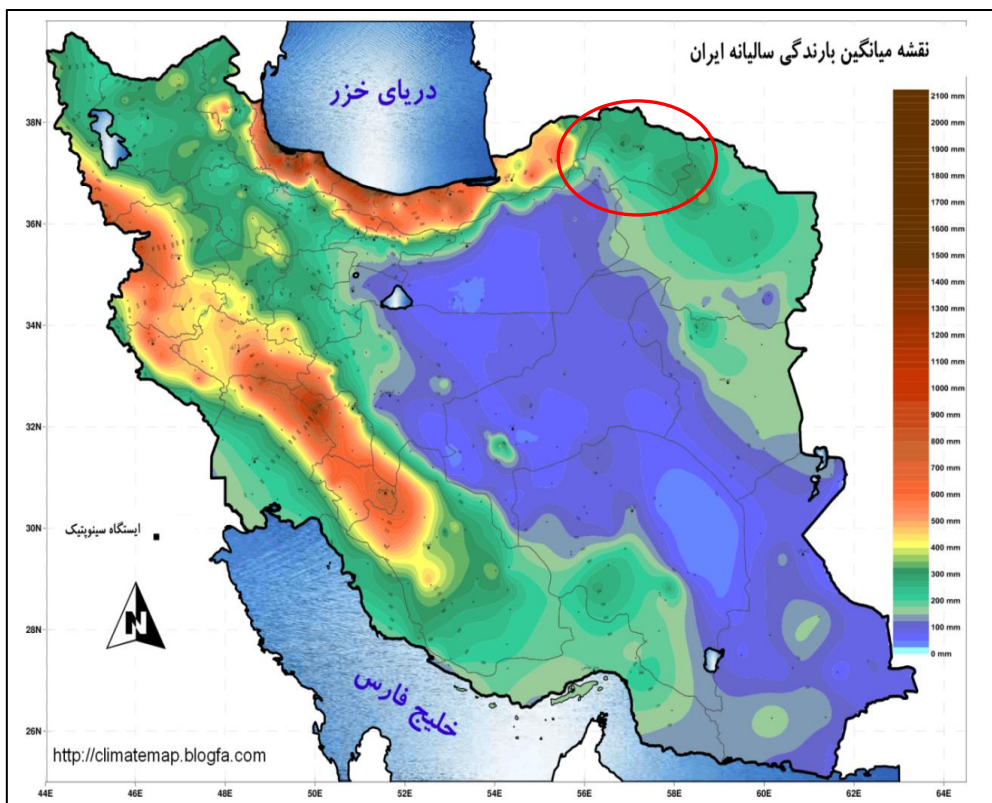 نقشه میانگین بارندگی سالیانه ایران
دریای خزر
2100 mm
2000 mm
1900 mm
1800 mm
1700 mm
1600 mm
1500 mm
1400 mm
1300 mm
1200 mm
1100 mm
1000 mm
900 mm
800 mm
700 mm
600 mm
500 mm
400 mm
300 mm
200 mm
100 mm
0 mm
38N
36N
34N
32N
30N
28N
26N
ایستگاه سینوپتیک
N
خلیج فارس
http://climatemap.blogfa.com
44E
46E
48E
50E
52E
54E
56E
58E
60E
62E
64E